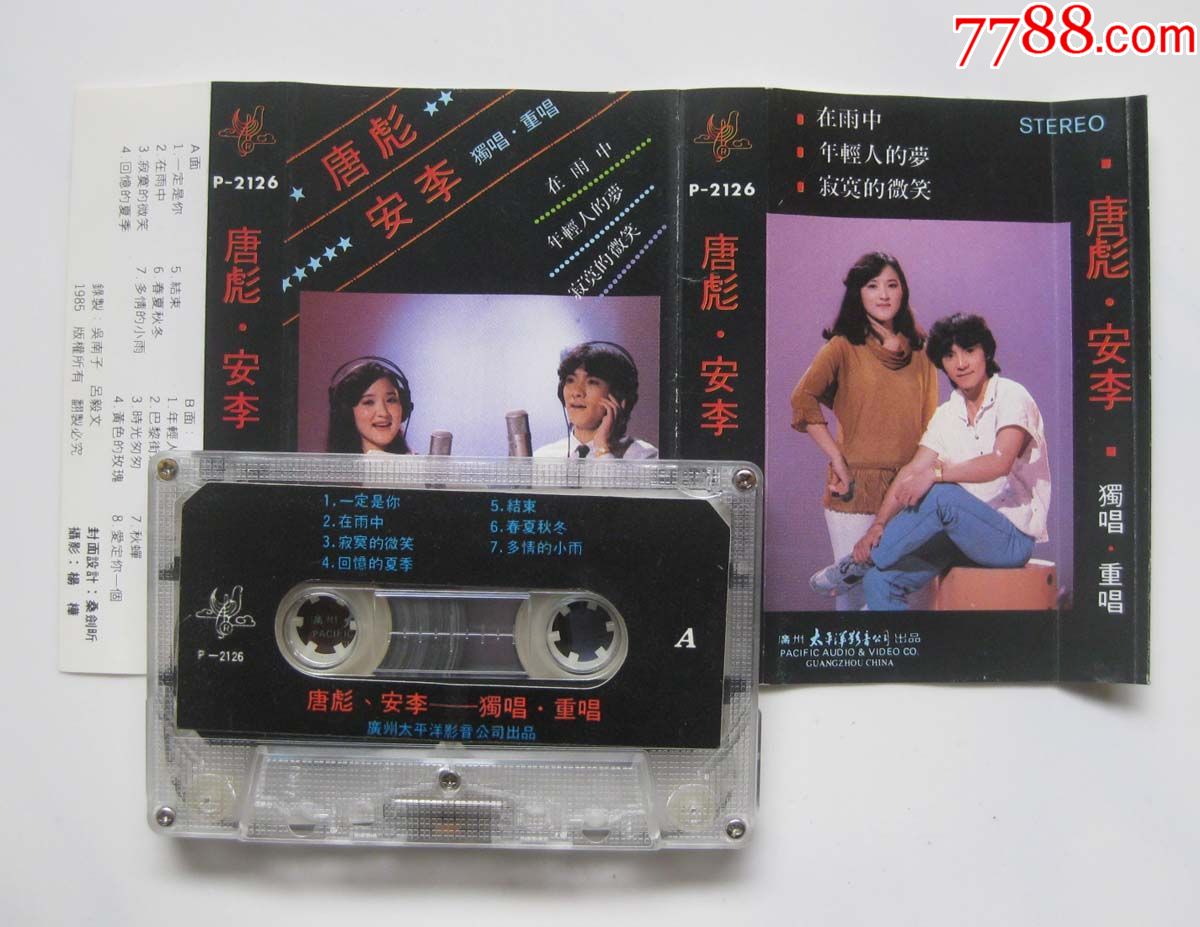 7788.com
A面
1.一定是你
2.在雨中
3.寂寞的微笑
4 回憶的夏季
5.結束
6 春夏秋冬
7.多情的小雨
B面:
1 年輕人
2 巴黎街
3 時光匆匆
4 黃色的玫瑰
7.秋蟬
8.愛定你一個
錄製:吳南子 呂毅文
1985 版權所有 翻製必究
封面設計:桑劍昕
攝影:楊樺
R
P-2126
唐彪·安李
唐彪
安李
獨唱·重唱
在雨中
年輕人的夢
寂寞的微笑
R
P-2126
唐彪·安李
在雨中
年輕人的夢
寂寞的微笑
STEREO
廣州太平洋影音公司出品
PACIFIC AUDIO & VIDEO CO.
GUANGZHOU CHINA
唐彪·安李
獨唱·重唱
1.一定是你
2.在雨中
3.寂寞的微笑
4.回憶的夏季
5.結束
6.春夏秋冬
7.多情的小雨
R
P-2126
廣州
PACIFIC
A
唐彪、安李——獨唱·重唱
廣州太平洋影音公司出品